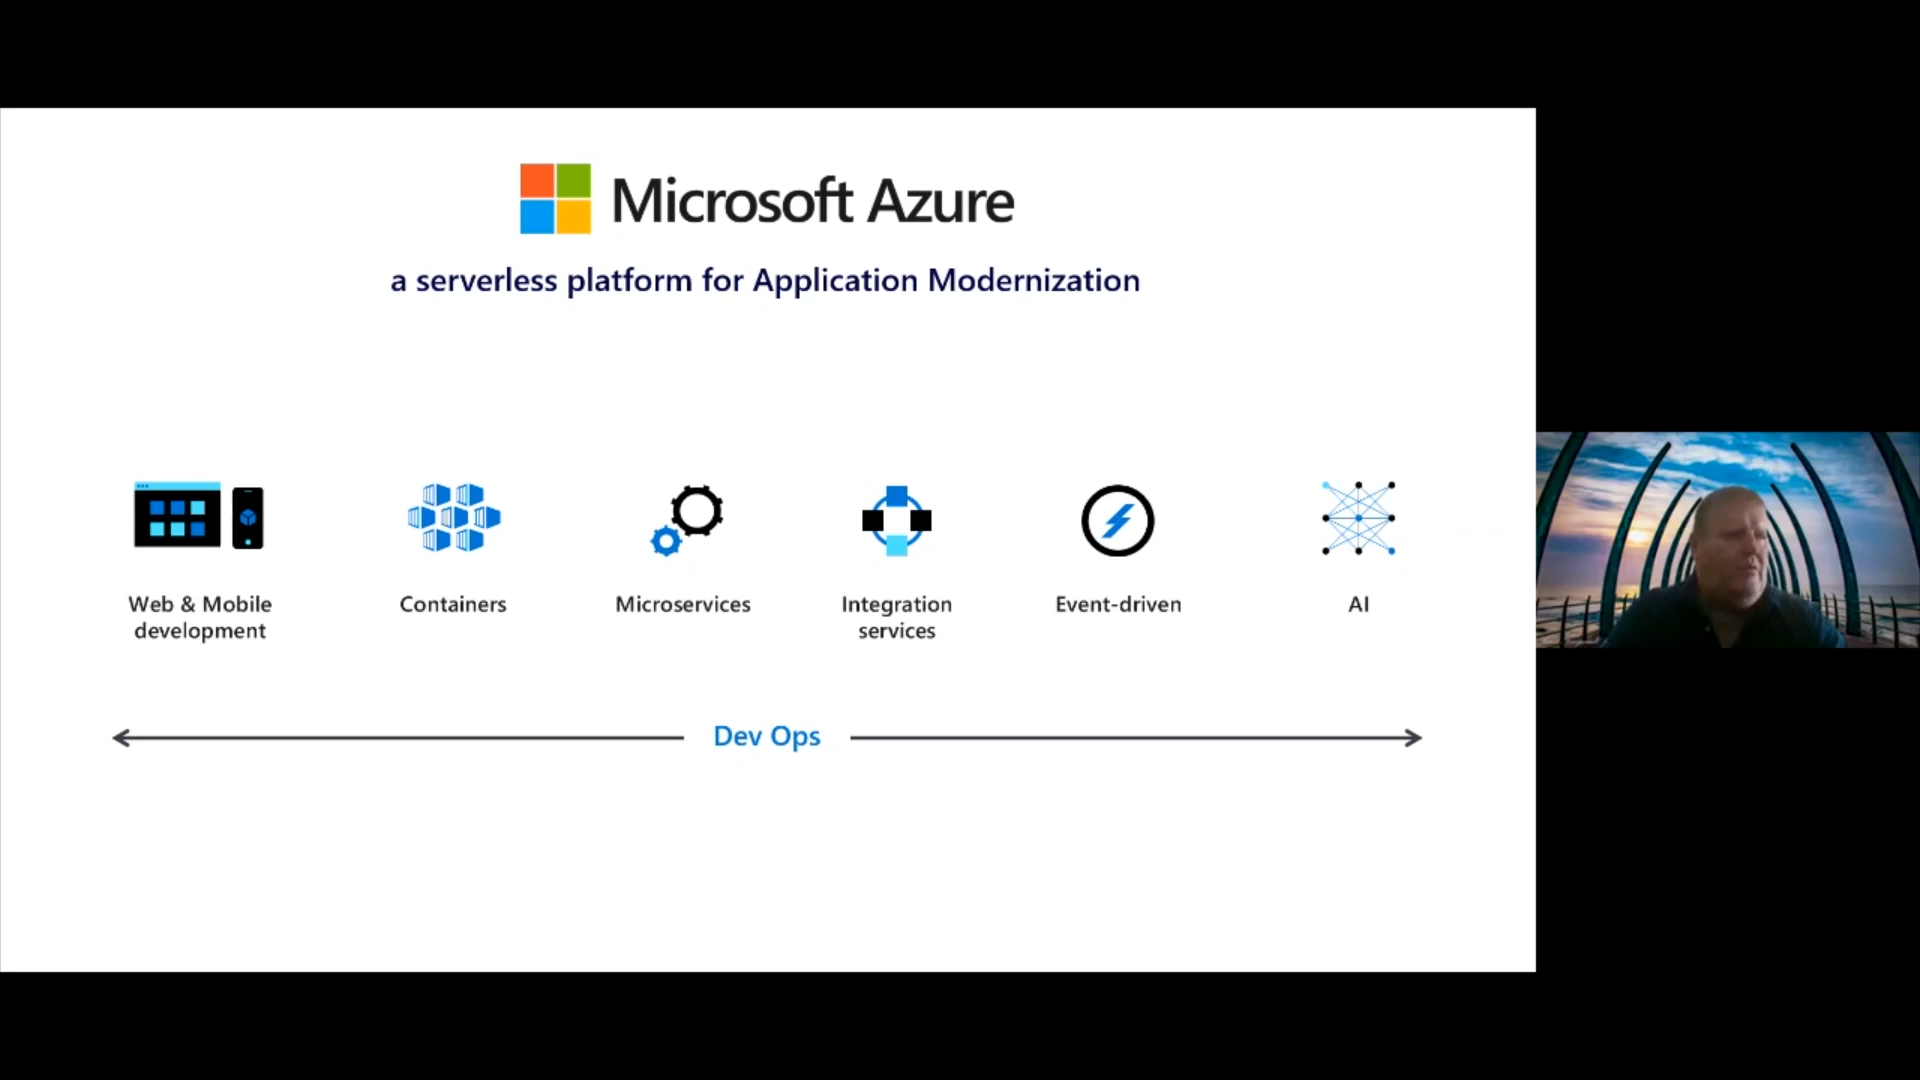 Microsoft Azure
a serverless platform for Application Modernization
Web & Mobile
development
Containers
Microservices
Integration
services
Event-driven
AI
Dev Ops